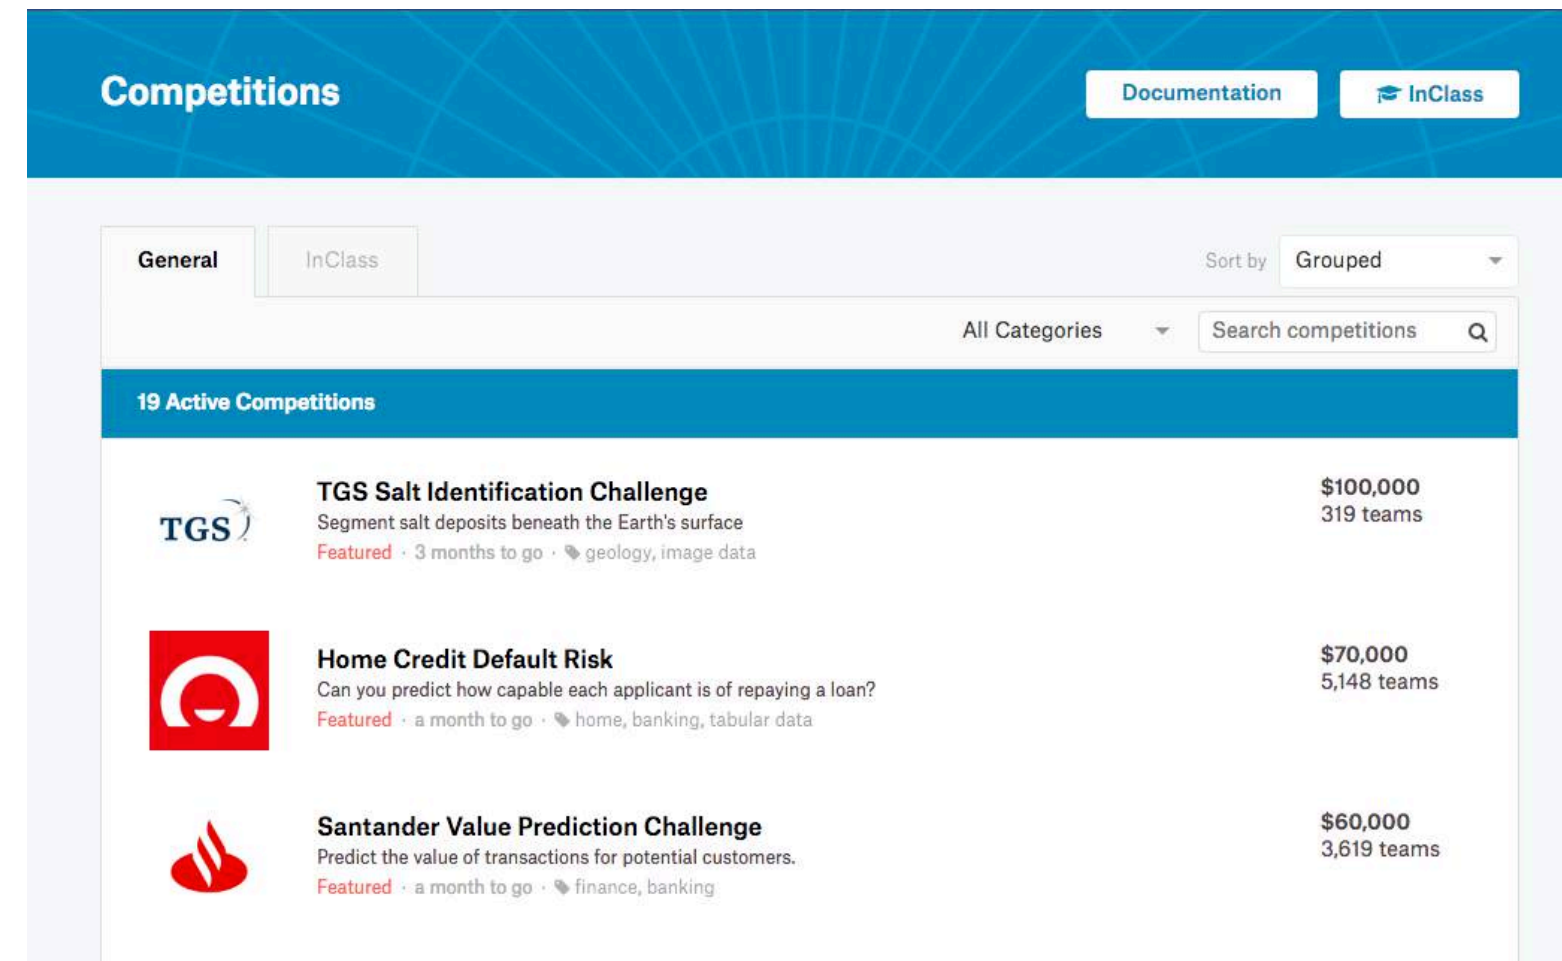 Competitions
Documentation
InClass
General
InClass
Sort by
Grouped
All Categories
Search competitions
19 Active Competitions
TGS
TGS Salt Identification Challenge
Segment salt deposits beneath the Earth's surface
Featured · 3 months to go · geology, image data
$100,000
319 teams
Home Credit Default Risk
Can you predict how capable each applicant is of repaying a loan?
Featured · a month to go · home, banking, tabular data
$70,000
5,148 teams
Santander Value Prediction Challenge
Predict the value of transactions for potential customers.
Featured · a month to go · finance, banking
$60,000
3,619 teams